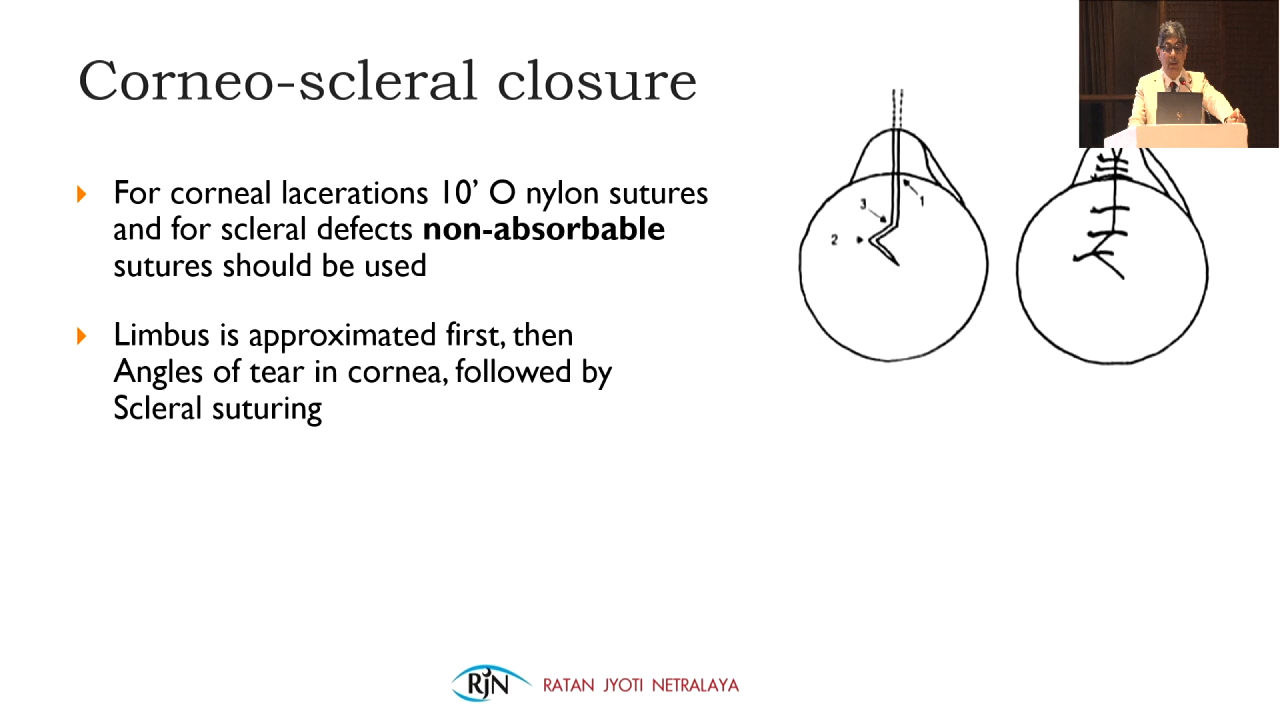 Corneo-scleral closure
For corneal lacerations 10’ O nylon sutures
and for scleral defects non-absorbable
sutures should be used
Limbus is approximated first, then
Angles of tear in cornea, followed by
Scleral suturing
1
3
2
RJN RATAN JYOTI NETRALAYA